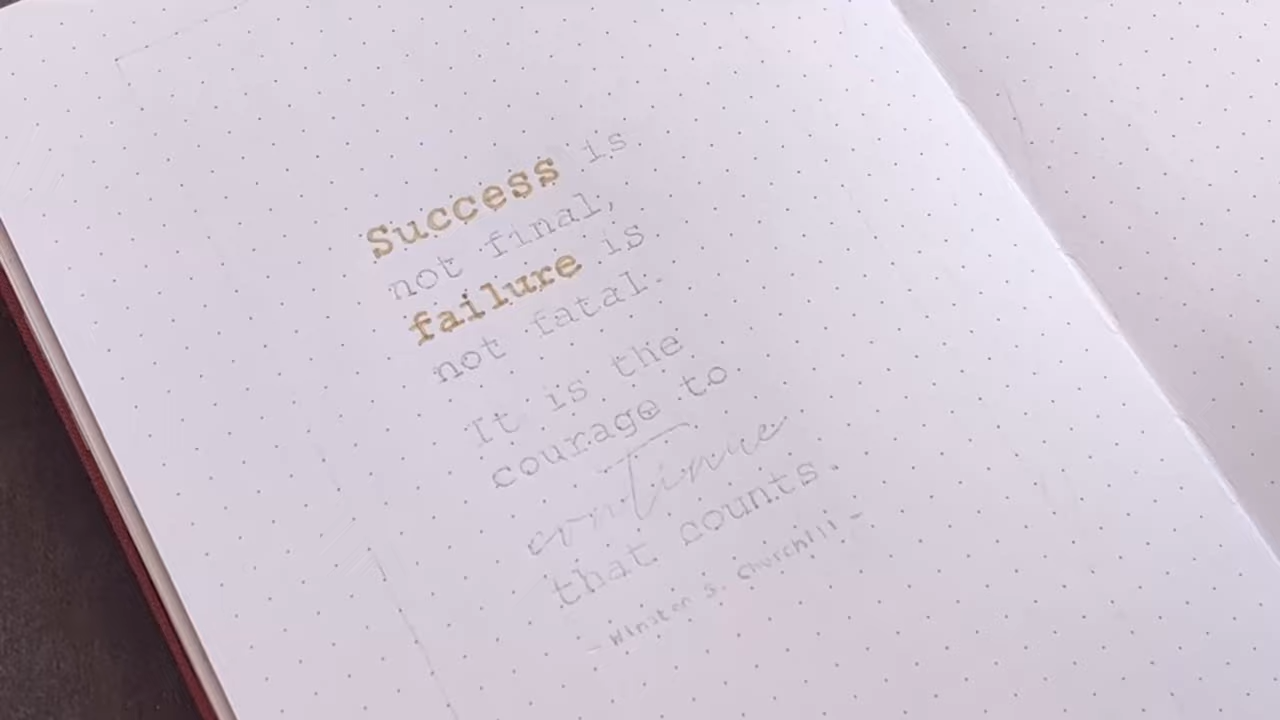 Success is
not final,
failure is
not fatal.
It is the
courage to
continue
that counts.
- Winston S. Churchill -